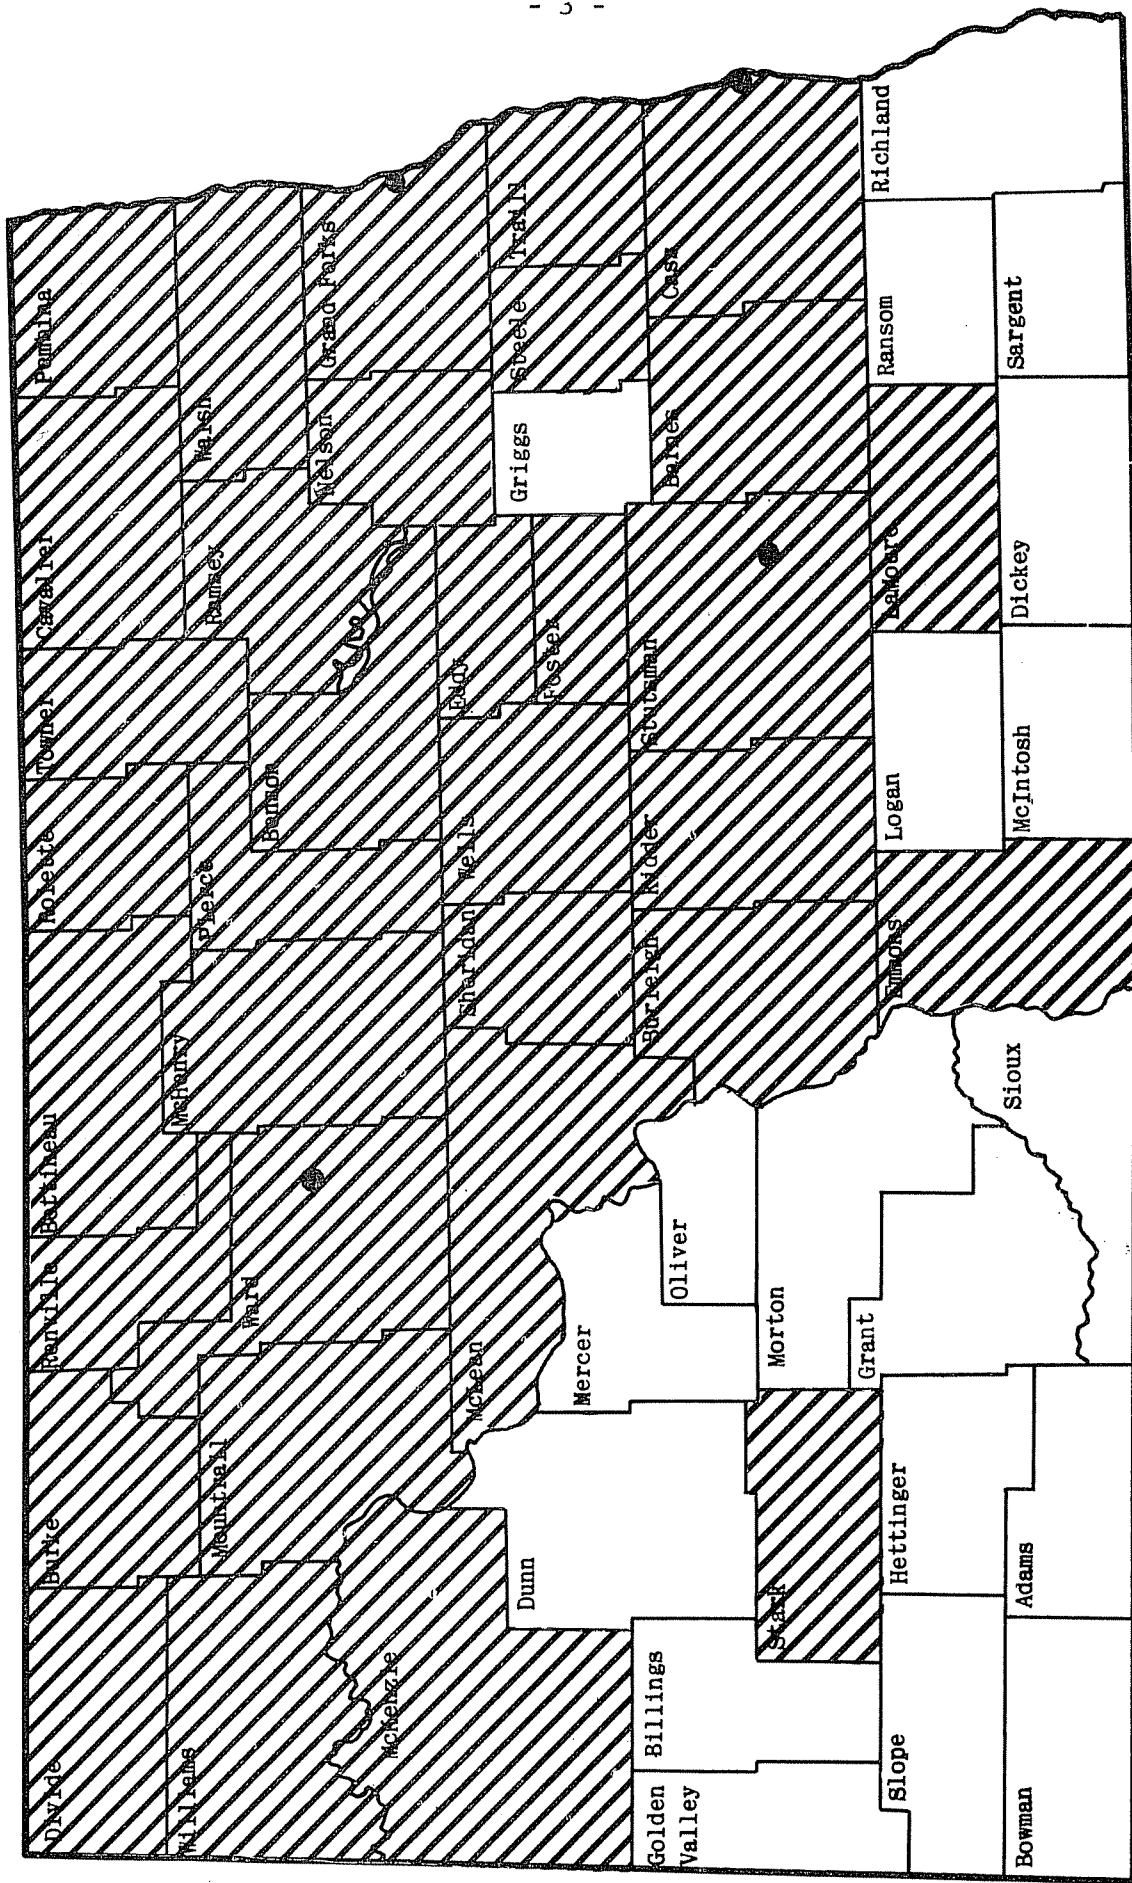 - 3 -
Divide
Burke
Renville
Bottineau
Rolette
Towner
Cavalier
Pembina
Williams
Mountrail
Ward
McHenry
Pierce
Benson
Ramsey
Walsh
Nelson
Grand Forks
McKenzie
McLean
Sheridan
Wells
Eddy
Foster
Griggs
Steele
Traill
Dunn
Mercer
Oliver
Burleigh
Kidder
Stutsman
Barnes
Cass
Golden
Valley
Billings
Stark
Morton
Grant
Emmons
Logan
LaMoure
Ransom
Richland
Slope
Hettinger
Sioux
Bowman
Adams
McIntosh
Dickey
Sargent